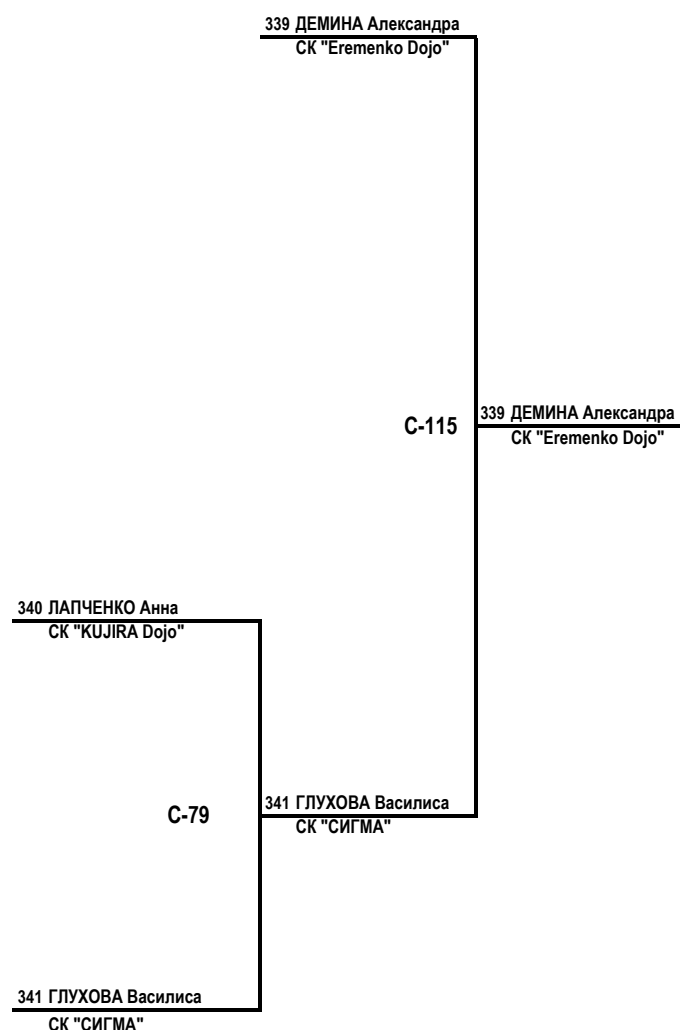 339 ДЕМИНА Александра
СК "Eremenko Dojo"
C-115
339 ДЕМИНА Александра
СК "Eremenko Dojo"
340 ЛАПЧЕНКО Анна
СК "KUJIRA Dojo"
C-79
341 ГЛУХОВА Василиса
СК "СИГМА"
341 ГЛУХОВА Василиса
СК "СИГМА"